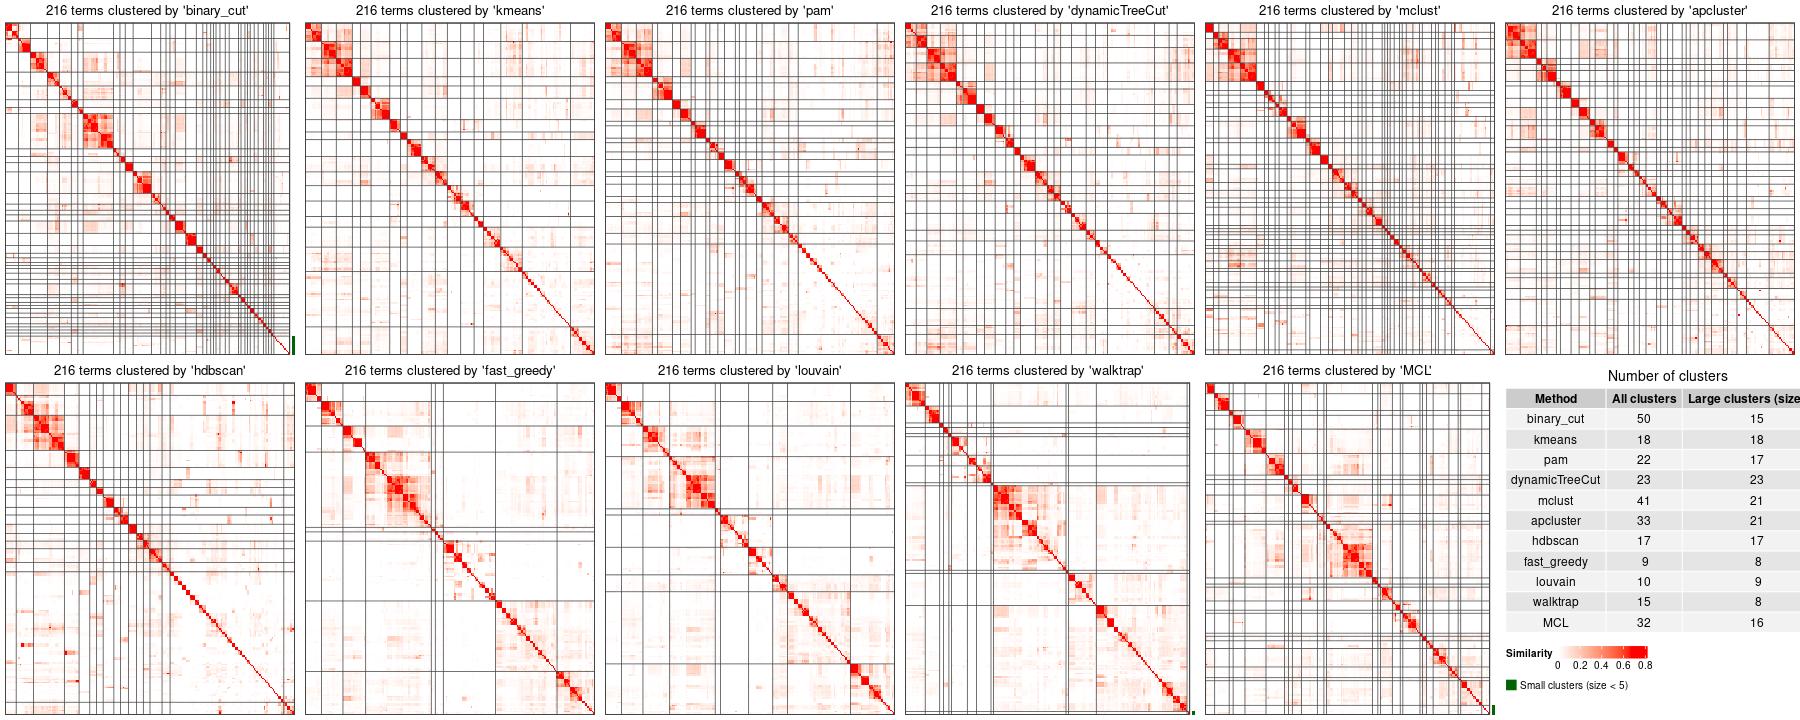 216 terms clustered by 'binary_cut'
216 terms clustered by 'kmeans'
216 terms clustered by 'pam'
216 terms clustered by 'dynamicTreeCut'
216 terms clustered by 'mclust'
216 terms clustered by 'apcluster'
216 terms clustered by 'hdbscan'
216 terms clustered by 'fast_greedy'
216 terms clustered by 'louvain'
216 terms clustered by 'walktrap'
216 terms clustered by 'MCL'
Number of clusters
Method All clusters Large clusters (size
binary_cut 50 15
kmeans 18 18
pam 22 17
dynamicTreeCut 23 23
mclust 41 21
apcluster 33 21
hdbscan 17 17
fast_greedy 9 8
louvain 10 9
walktrap 15 8
MCL 32 16
Similarity
0 0.2 0.4 0.6 0.8
Small clusters (size < 5)